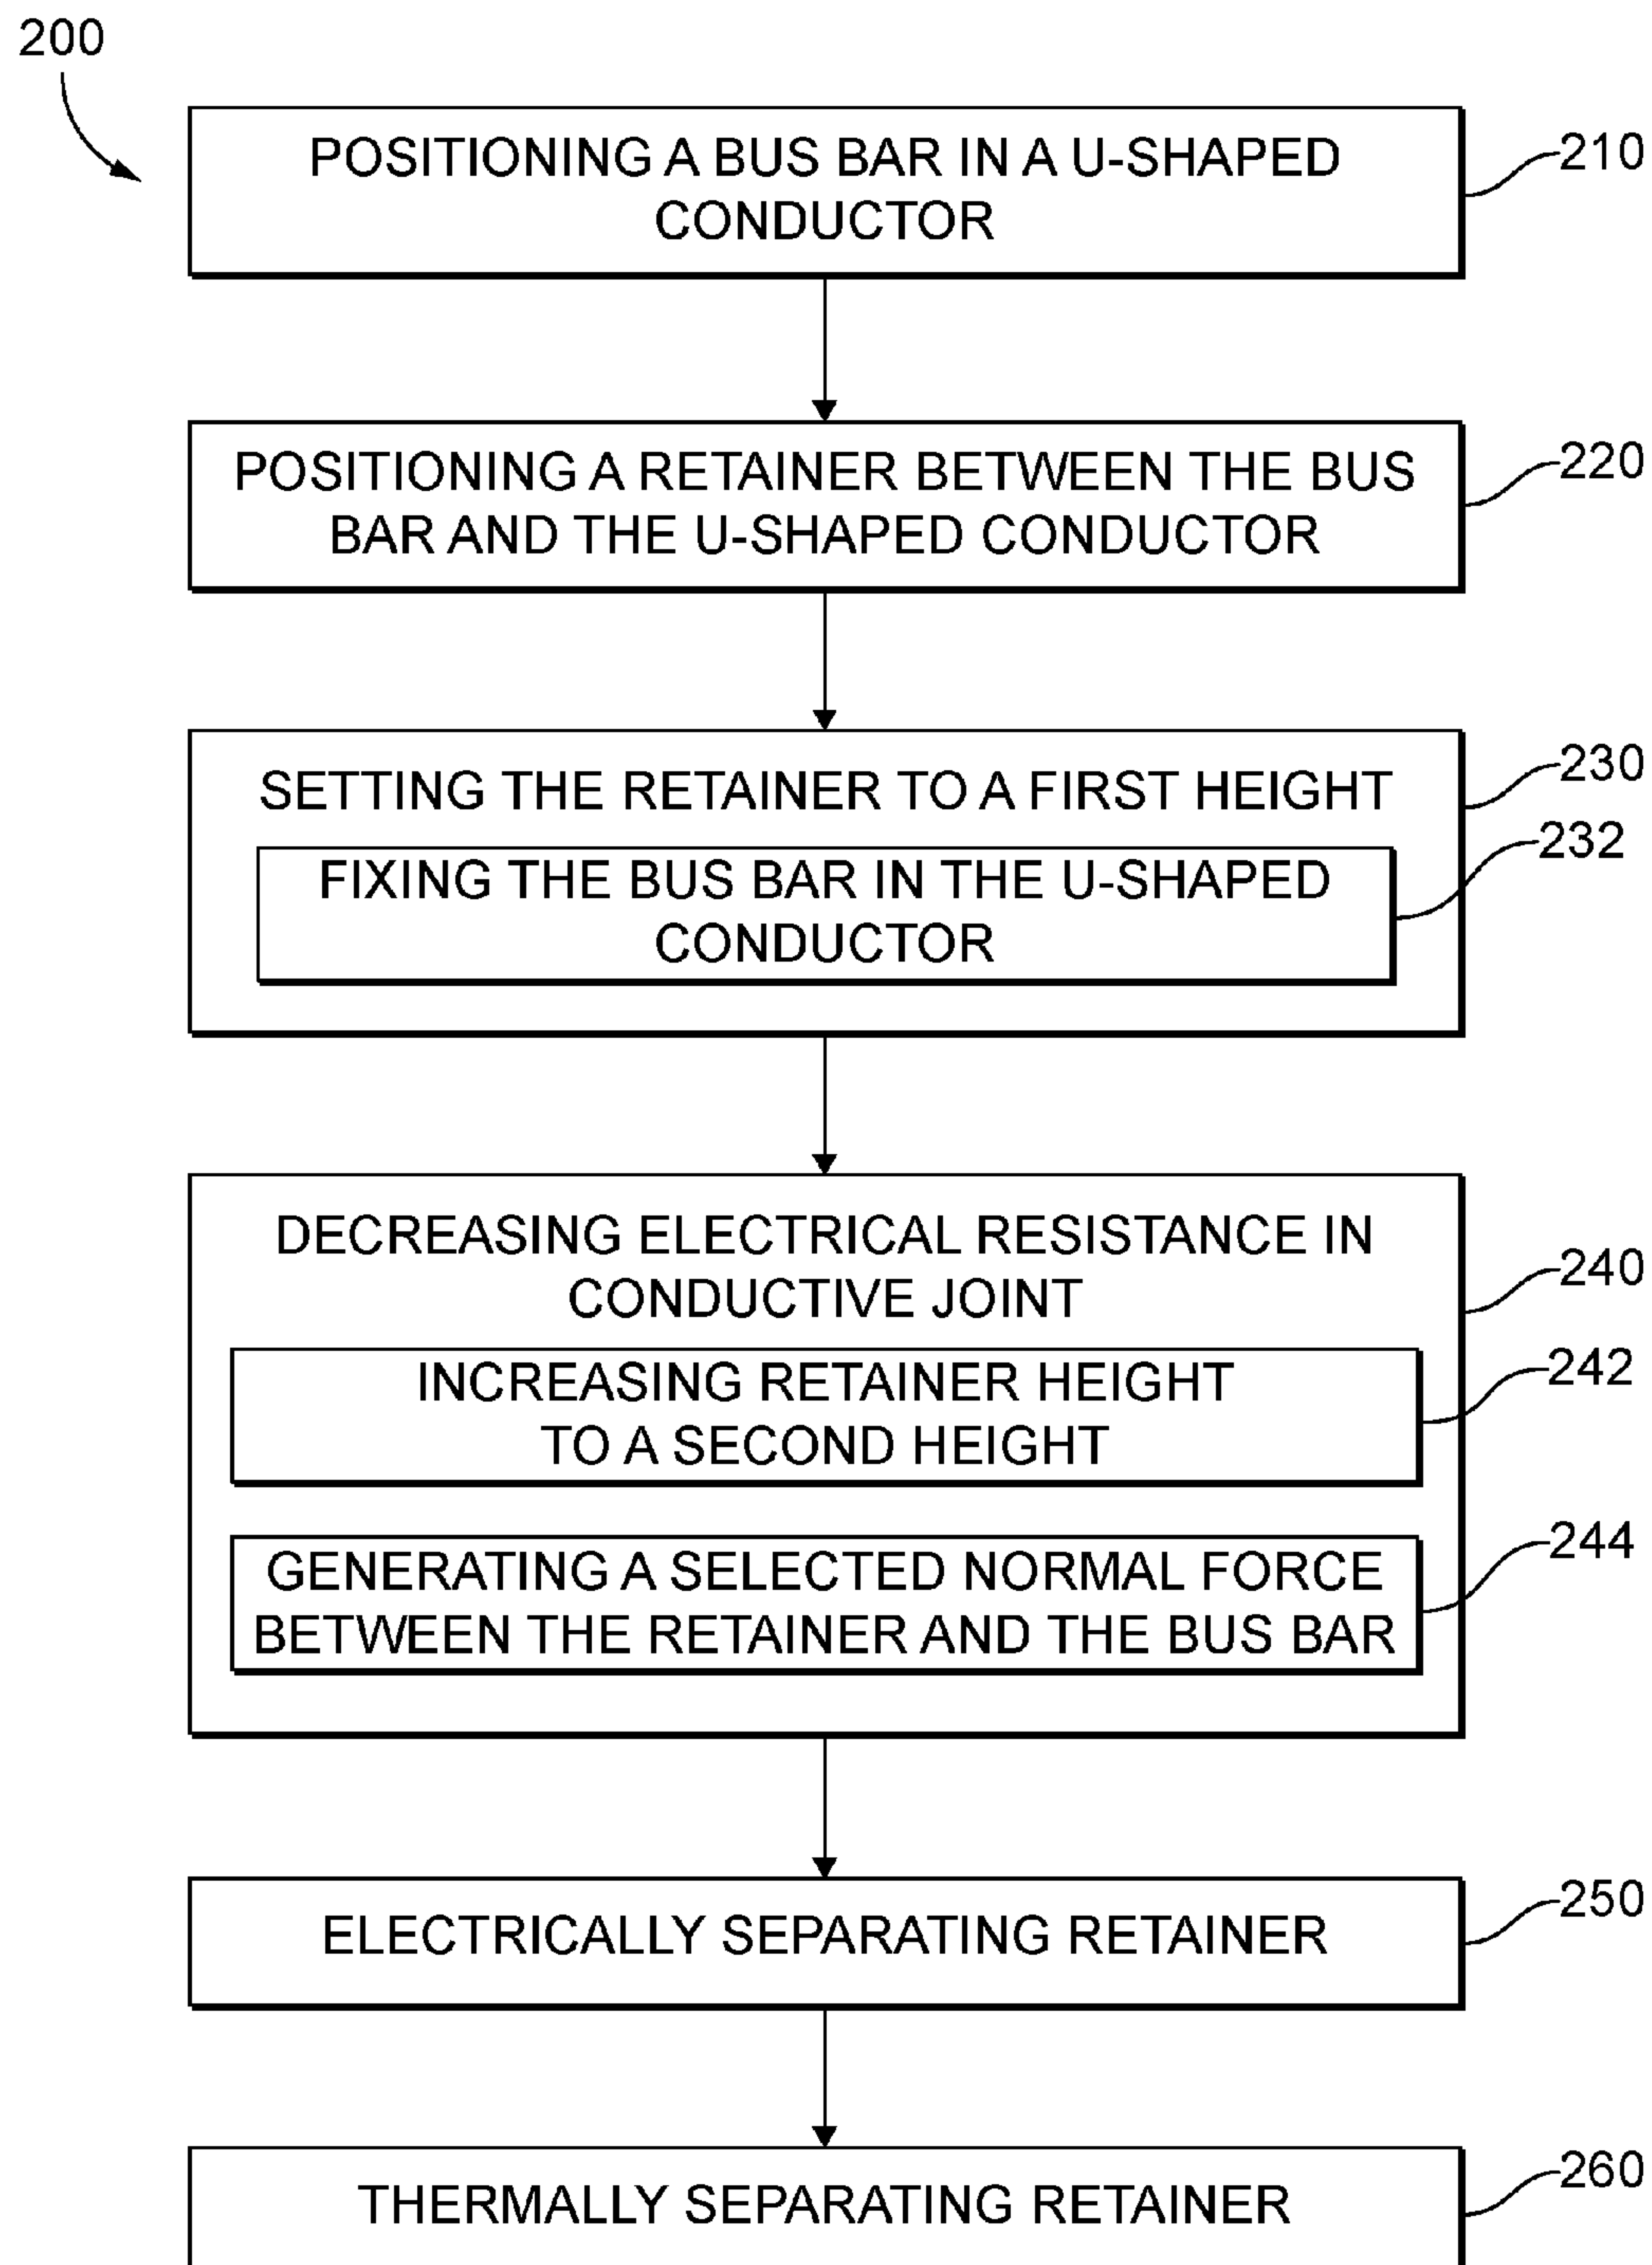 200
POSITIONING A BUS BAR IN A U-SHAPED
CONDUCTOR
210
POSITIONING A RETAINER BETWEEN THE BUS
BAR AND THE U-SHAPED CONDUCTOR
220
SETTING THE RETAINER TO A FIRST HEIGHT
230
FIXING THE BUS BAR IN THE U-SHAPED
CONDUCTOR
232
DECREASING ELECTRICAL RESISTANCE IN
CONDUCTIVE JOINT
240
INCREASING RETAINER HEIGHT
TO A SECOND HEIGHT
242
GENERATING A SELECTED NORMAL FORCE
BETWEEN THE RETAINER AND THE BUS BAR
244
ELECTRICALLY SEPARATING RETAINER
250
THERMALLY SEPARATING RETAINER
260